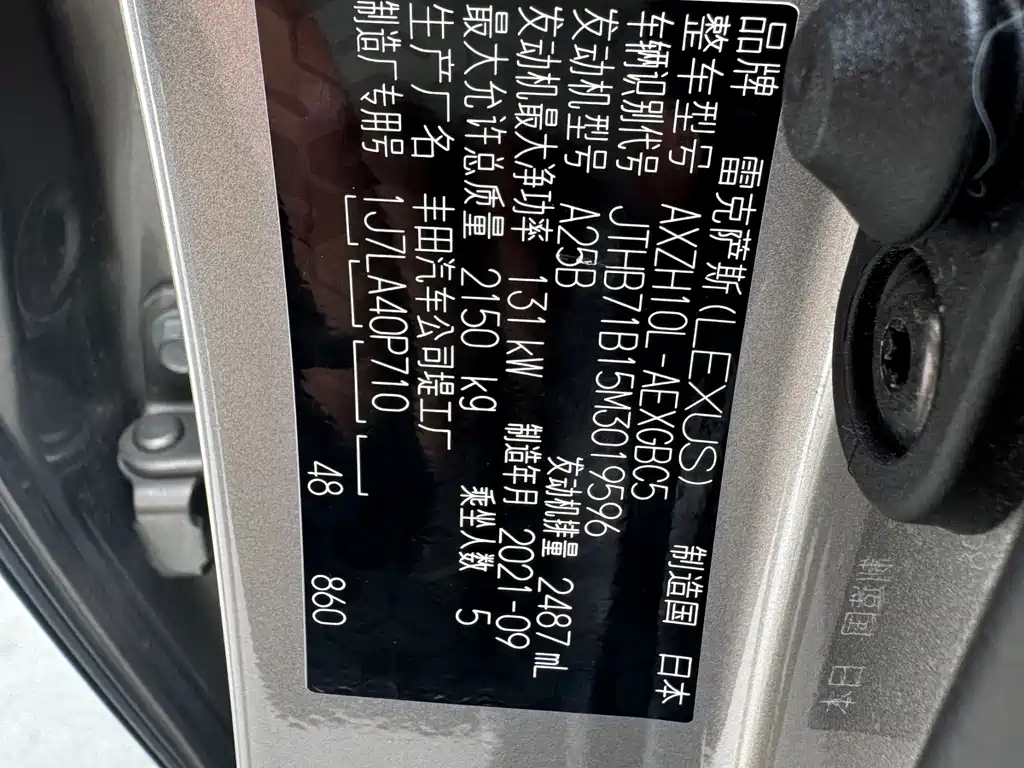 品牌 雷克萨斯(LEXUS) 制造国 日本
整车型号 AXZH10L-AEXGBC5
车辆识别代号 JTHB71B15M3019596
发动机型号 A25B 发动机排量 2487 mL
发动机最大净功率 131 kW 制造年月 2021-09
最大允许总质量 2150 kg 乘坐人数 5
生产厂名 丰田汽车公司堤工厂
制造厂专用号 1J7LA40P710
48 860